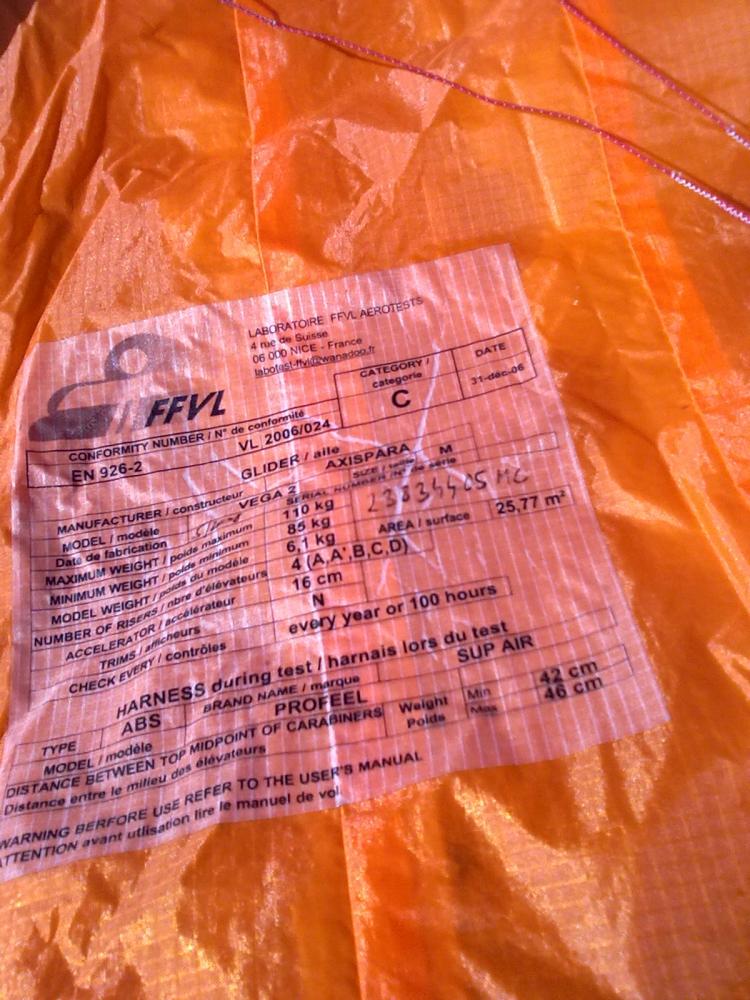 LABORATOIRE FFVL AEROTESTS
4 rue de Suisse
06 000 NICE - France
labotest-ffvl@wanadoo.fr
FFVL
CATEGORY / categorie
C
DATE
31-déc-06
CONFORMITY NUMBER / N° de conformité
EN 926-2 VL 2006/024
GLIDER / aile
MANUFACTURER / constructeur AXISPARA
MODEL / modèle VEGA 2 SIZE / taille M
Date de fabrication SERIAL NUMBER / N° de série
MAXIMUM WEIGHT / poids maximum 110 kg
MINIMUM WEIGHT / poids minimum 85 kg AREA / surface 25,77 m²
MODEL WEIGHT / poids du modèle 6,1 kg
NUMBER OF RISERS / nbre d'élévateurs 4 (A,A',B,C,D)
ACCELERATOR / accélérateur 16 cm
TRIMS / afficheurs N
CHECK EVERY / contrôles every year or 100 hours
HARNESS during test / harnais lors du test
TYPE ABS BRAND NAME / marque SUP AIR
MODEL / modèle PROFEEL Weight Poids Min 42 cm
DISTANCE BETWEEN TOP MIDPOINT OF CARABINERS Max 46 cm
Distance entre le milieu des élévateurs
WARNING BERFORE USE REFER TO THE USER'S MANUAL
ATTENTION avant utlisation lire le manuel de vol